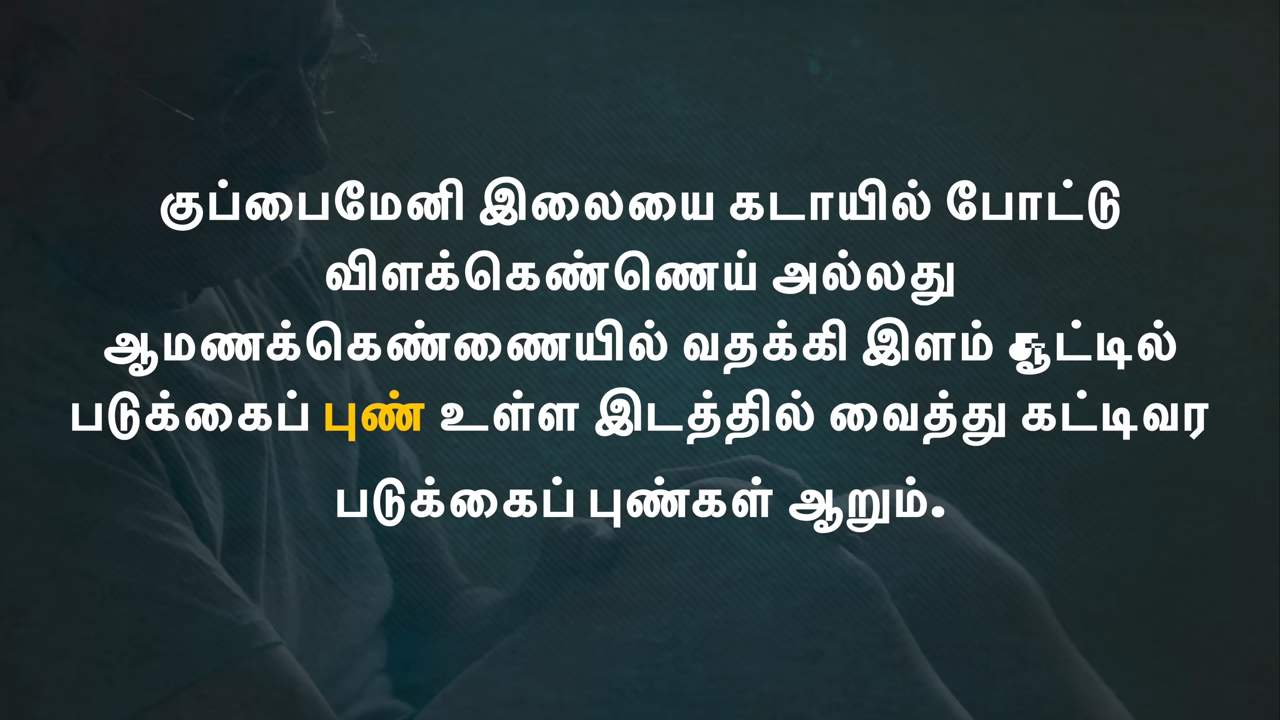 குப்பைமேனி இலையை கடாயில் போட்டு
விளக்கெண்ணெய் அல்லது
ஆமணக்கெண்ணையில் வதக்கி இளம் சூட்டில்
படுக்கைப் புண் உள்ள இடத்தில் வைத்து கட்டிவர
படுக்கைப் புண்கள் ஆறும்.